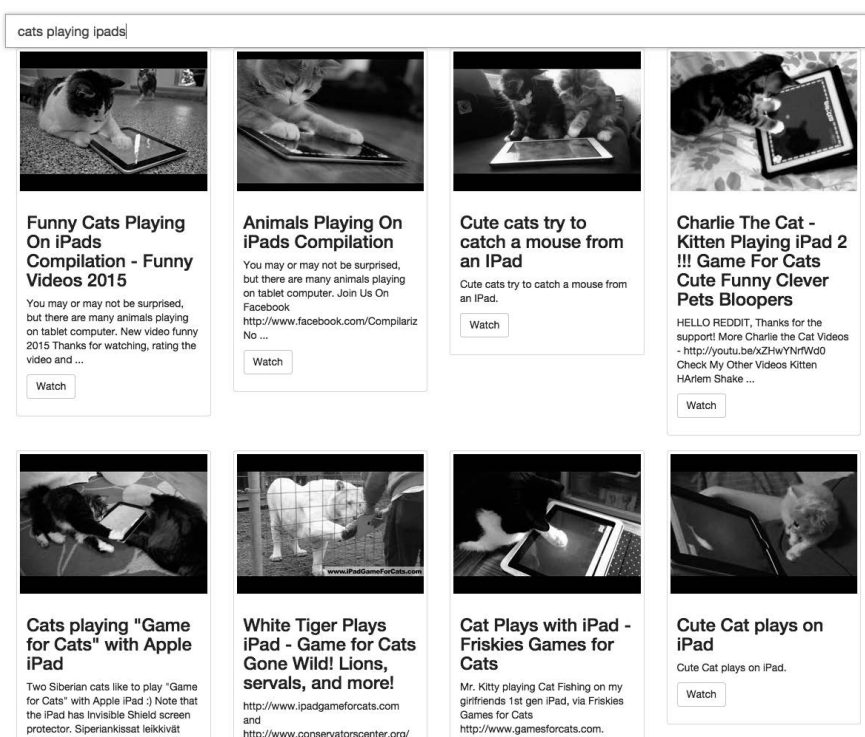 cats playing ipads
Funny Cats Playing
On iPads
Compilation - Funny
Videos 2015
You may or may not be surprised,
but there are many animals playing
on tablet computer. New video funny
2015 Thanks for watching, rating the
video and ...
Watch
Animals Playing On
iPads Compilation
You may or may not be surprised,
but there are many animals playing
on tablet computer. Join Us On
Facebook
http://www.facebook.com/Compilariz
No ...
Watch
Cute cats try to
catch a mouse from
an IPad
Cute cats try to catch a mouse from
an IPad.
Watch
Charlie The Cat -
Kitten Playing iPad 2
!!! Game For Cats
Cute Funny Clever
Pets Bloopers
HELLO REDDIT, Thanks for the
support! More Charlie the Cat Videos
- http://youtu.be/xZHwYNrfWd0
Check My Other Videos Kitten
HArlem Shake ...
Watch
Cats playing "Game
for Cats" with Apple
iPad
Two Siberian cats like to play "Game
for Cats" with Apple iPad :) Note that
the iPad has Invisible Shield screen
protector. Siperiankissat leikkivät
www.iPadGameForCats.com
White Tiger Plays
iPad - Game for Cats
Gone Wild! Lions,
servals, and more!
http://www.ipadgameforcats.com
and
http://www.conservatorscenter.org/
Cat Plays with iPad -
Friskies Games for
Cats
Mr. Kitty playing Cat Fishing on my
girlfriends 1st gen iPad, via Friskies
Games for Cats
http://www.gamesforcats.com.
Cute Cat plays on
iPad
Cute Cat plays on iPad.
Watch